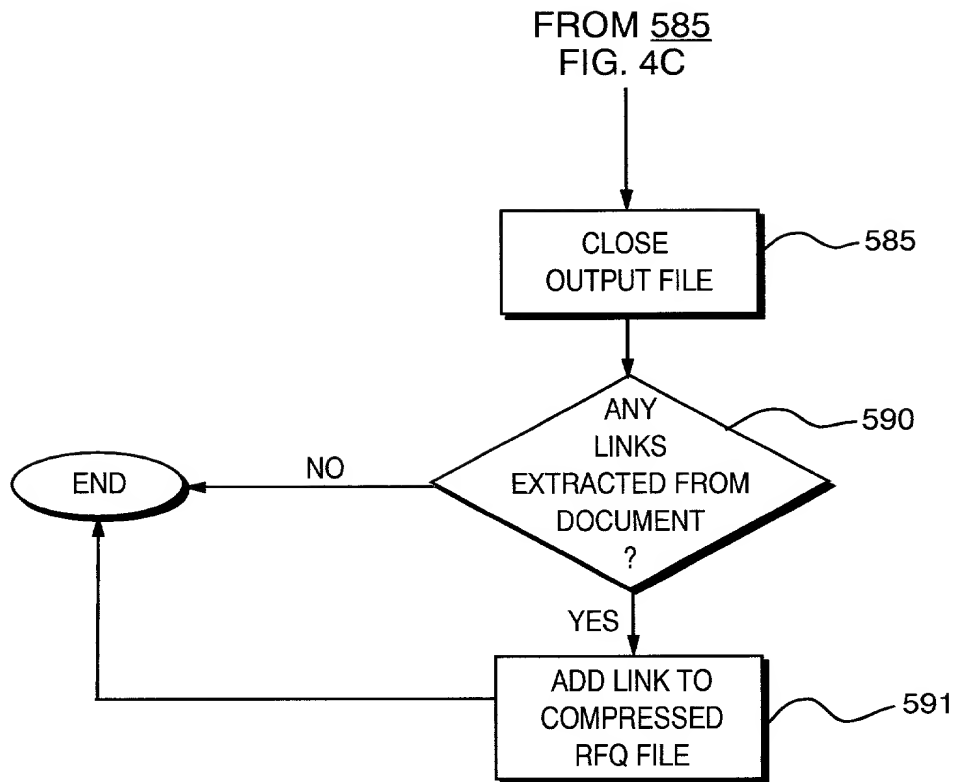 FROM 585
FIG. 4C
CLOSE
OUTPUT FILE
585
ANY
LINKS
EXTRACTED FROM
DOCUMENT
?
590
NO
END
YES
ADD LINK TO
COMPRESSED
RFQ FILE
591